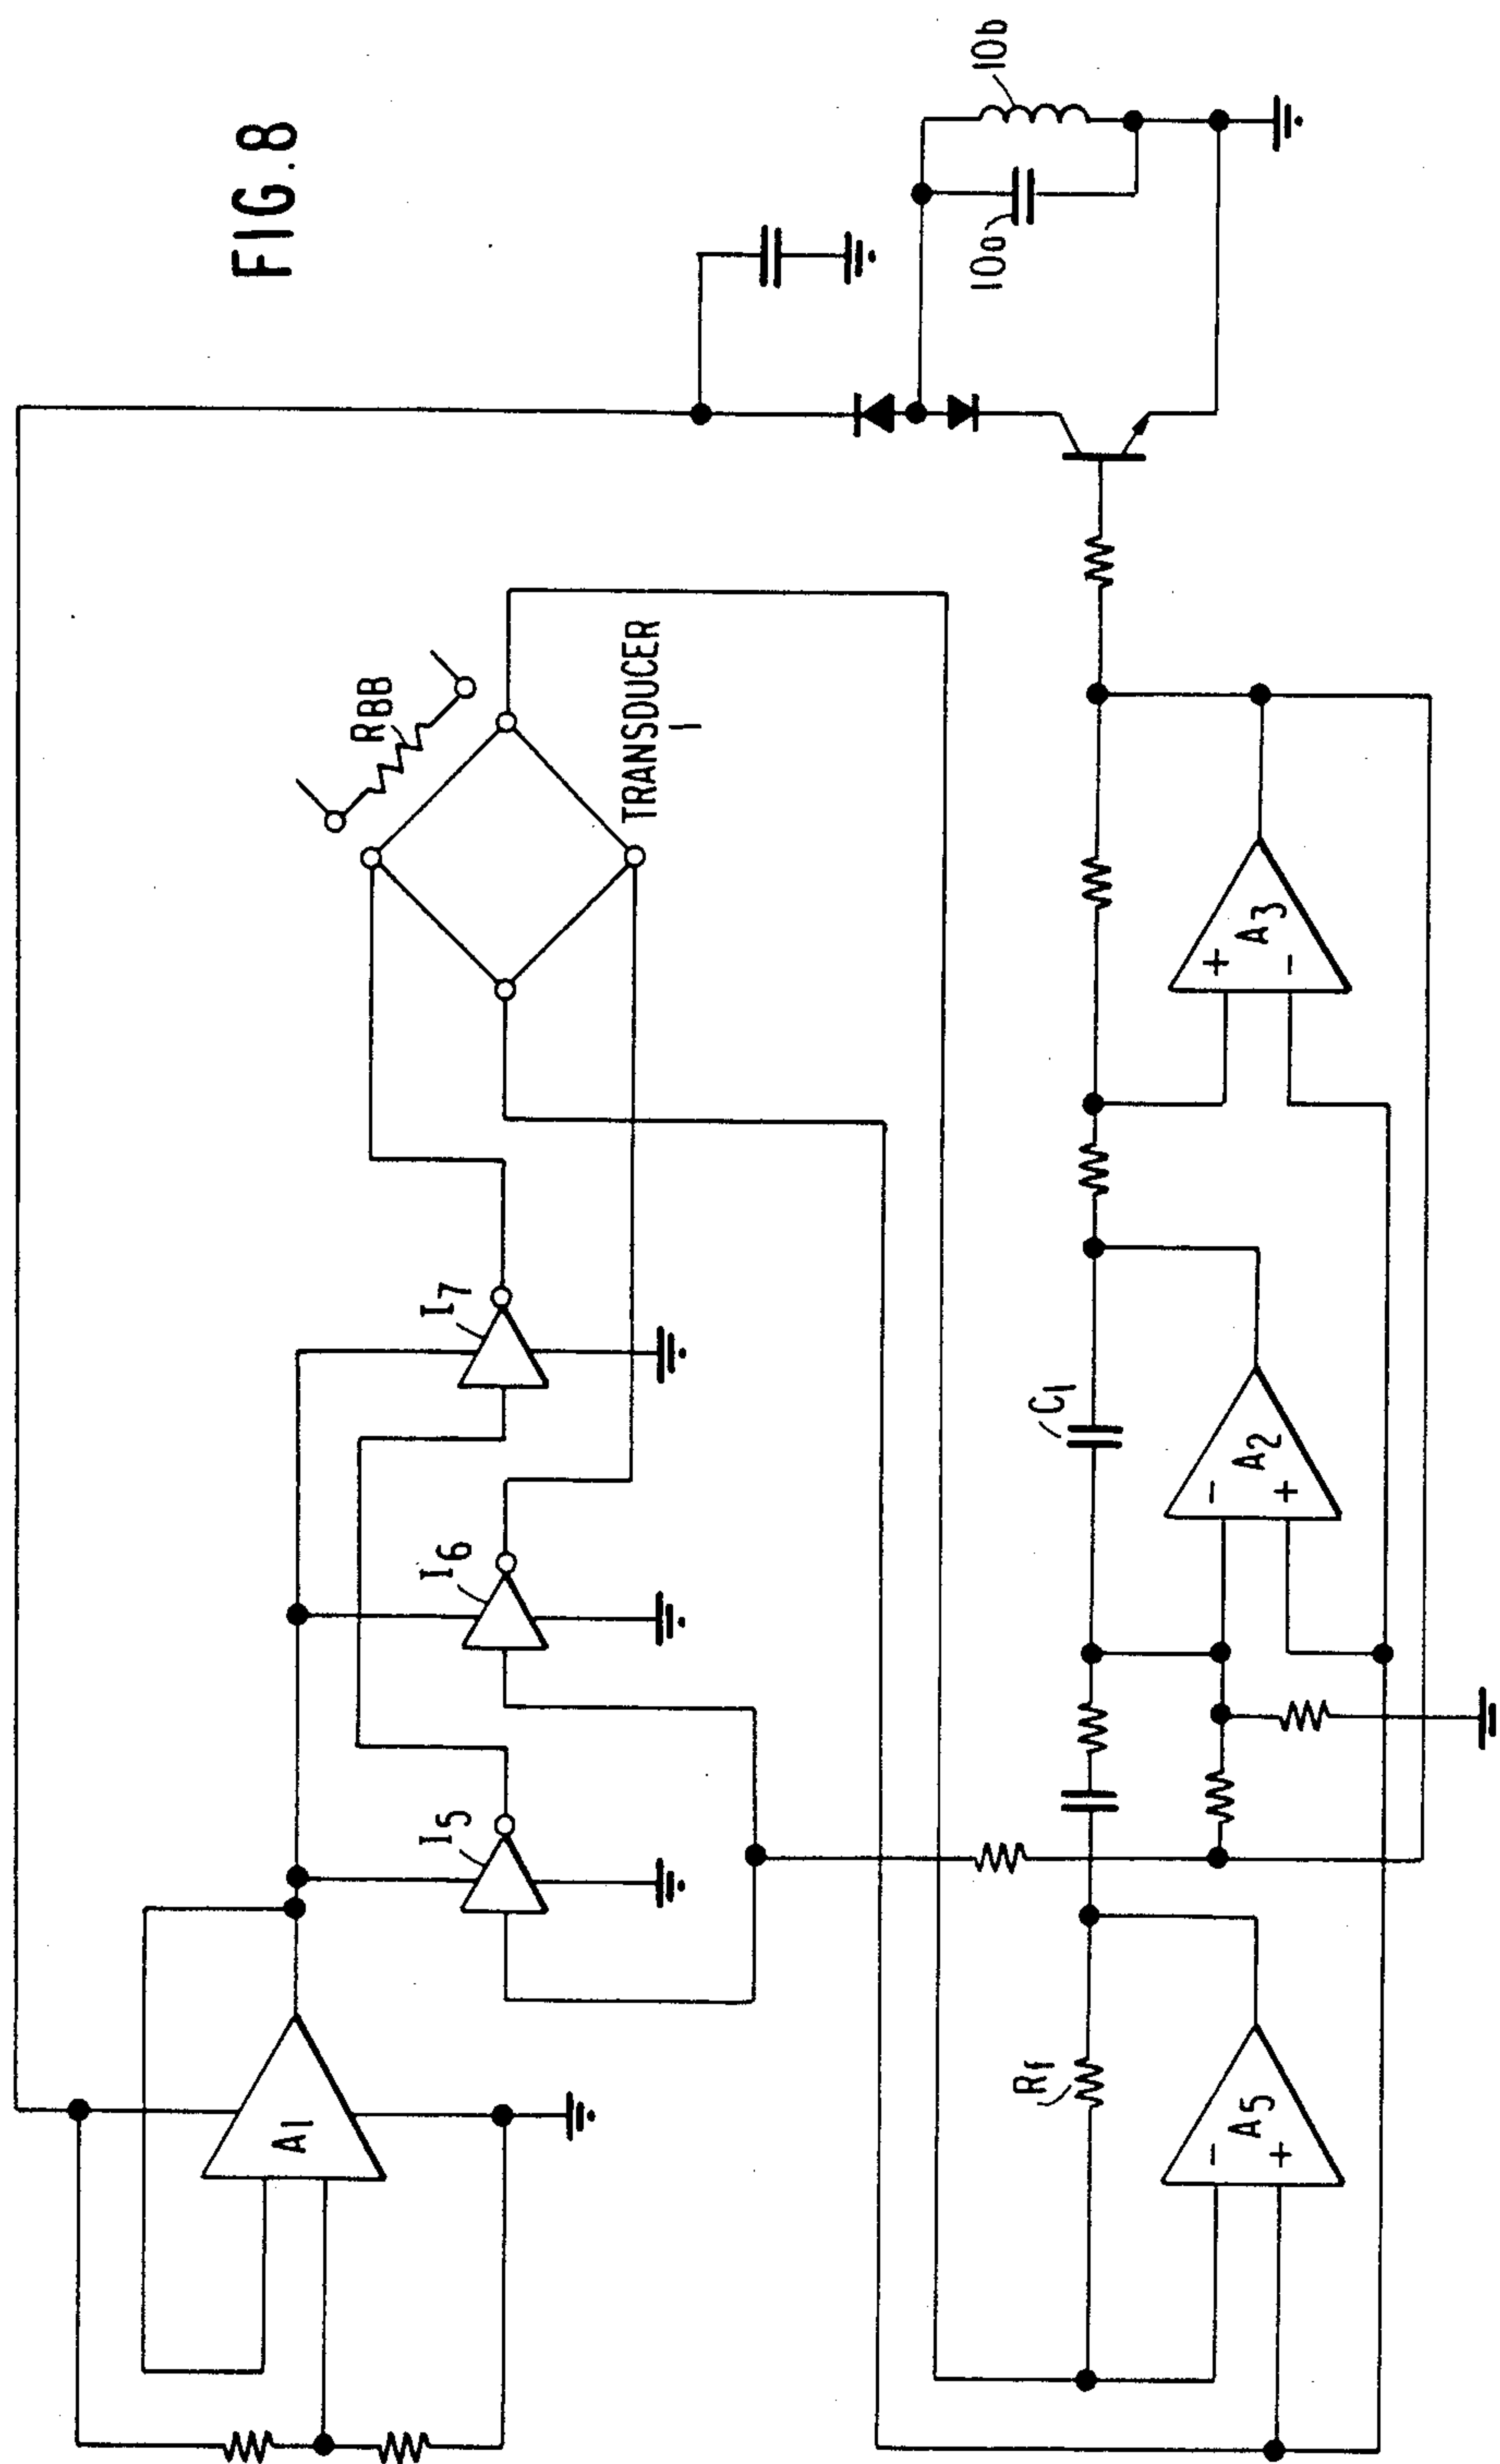 FIG. 8
A1
I5
I6
I7
RBB
TRANSDUCER
1
10a
10b
Rf
A5
C1
A2
A3
- +
- +
+ -